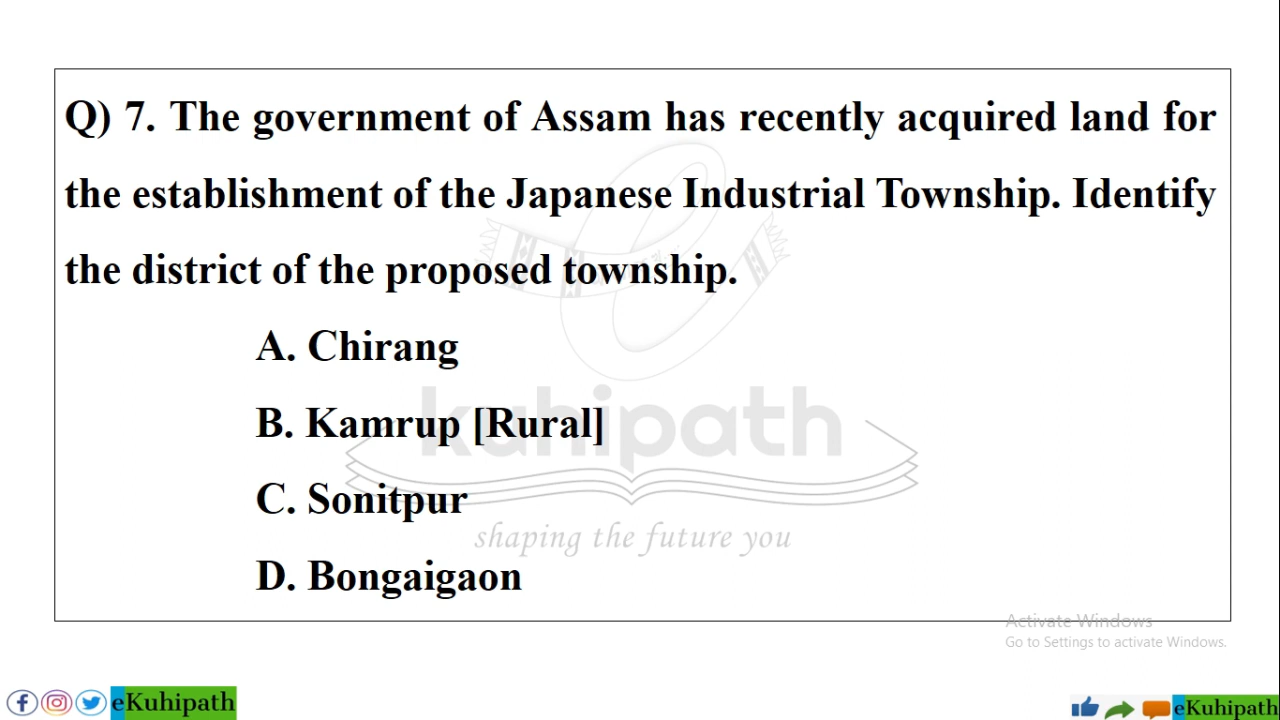 Q) 7. The government of Assam has recently acquired land for
the establishment of the Japanese Industrial Township. Identify
the district of the proposed township.
A. Chirang
B. Kamrup [Rural]
C. Sonitpur
D. Bongaigaon
kuhipath
shaping the future you
Activate Windows
Go to Settings to activate Windows.
eKuhipath
eKuhipath